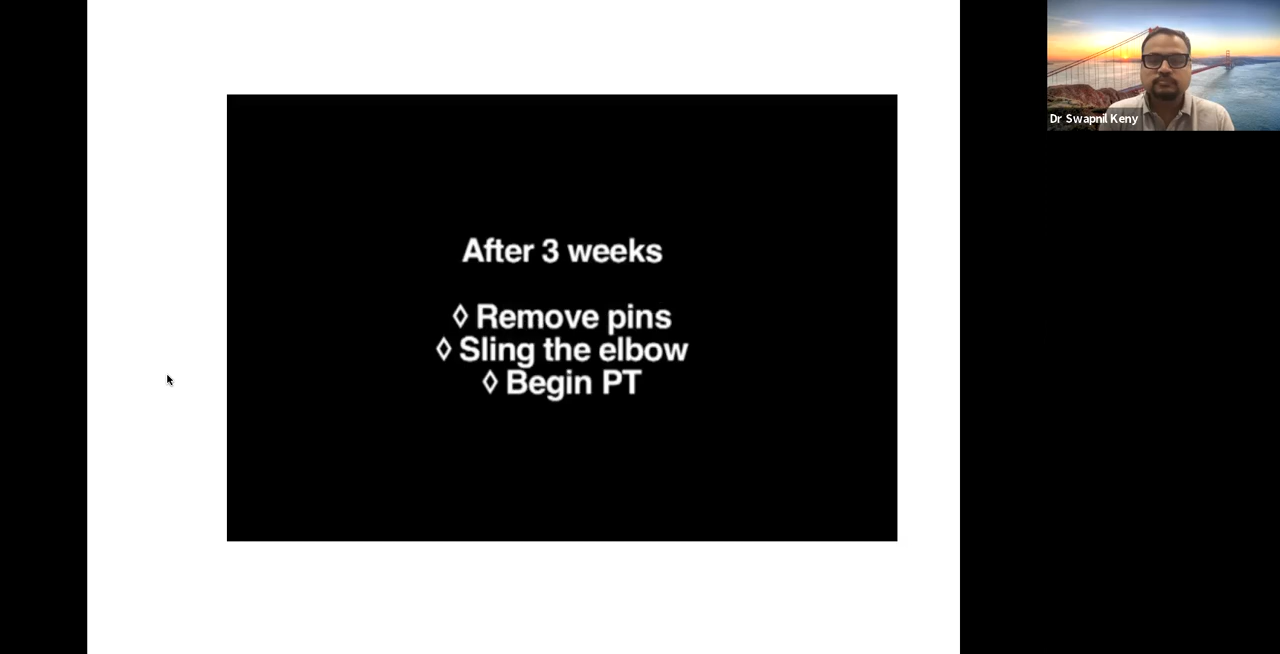 After 3 weeks
◊ Remove pins
◊ Sling the elbow
◊ Begin PT
Dr Swapnil Keny